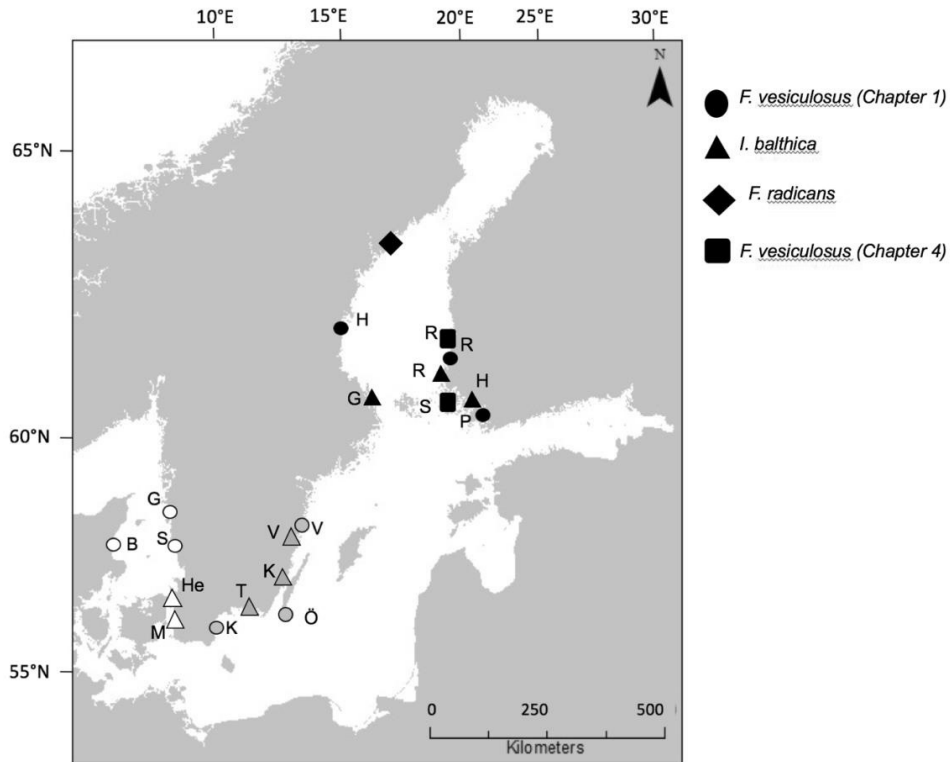 10°E 15°E 20°E 25°E 30°E
N
F. vesiculosus (Chapter 1)
I. balthica
F. radicans
F. vesiculosus (Chapter 4)
65°N
H
R
R
R
H
G
S
P
60°N
G
B
S
V
V
K
He
T
Ö
M
K
55°N
0 250 500
Kilometers